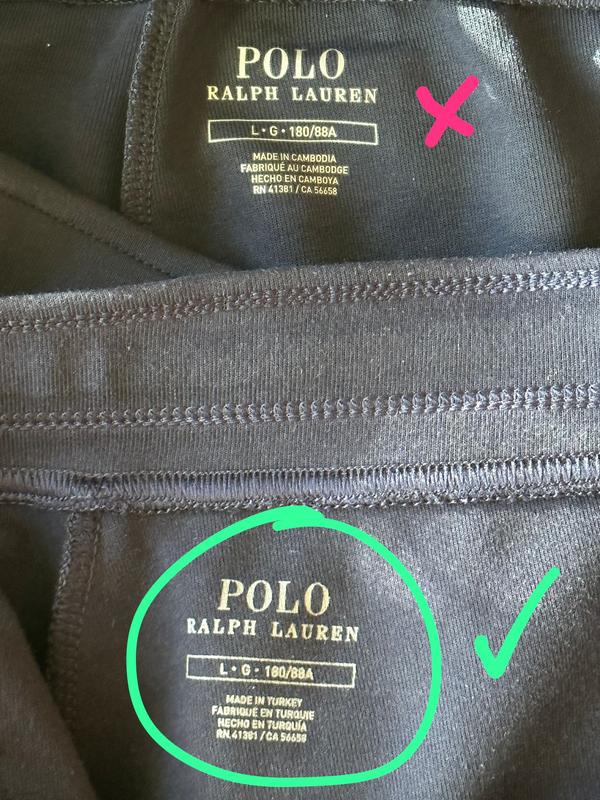 POLO
RALPH LAUREN
L • G • 180/88A
MADE IN CAMBODIA
FABRIQUÉ AU CAMBODGE
HECHO EN CAMBOYA
RN 41381 / CA 56658
POLO
RALPH LAUREN
L • G • 180/88A
MADE IN TURKEY
FABRIQUÉ EN TURQUIE
HECHO EN TURQUÍA
RN 41381 / CA 56658